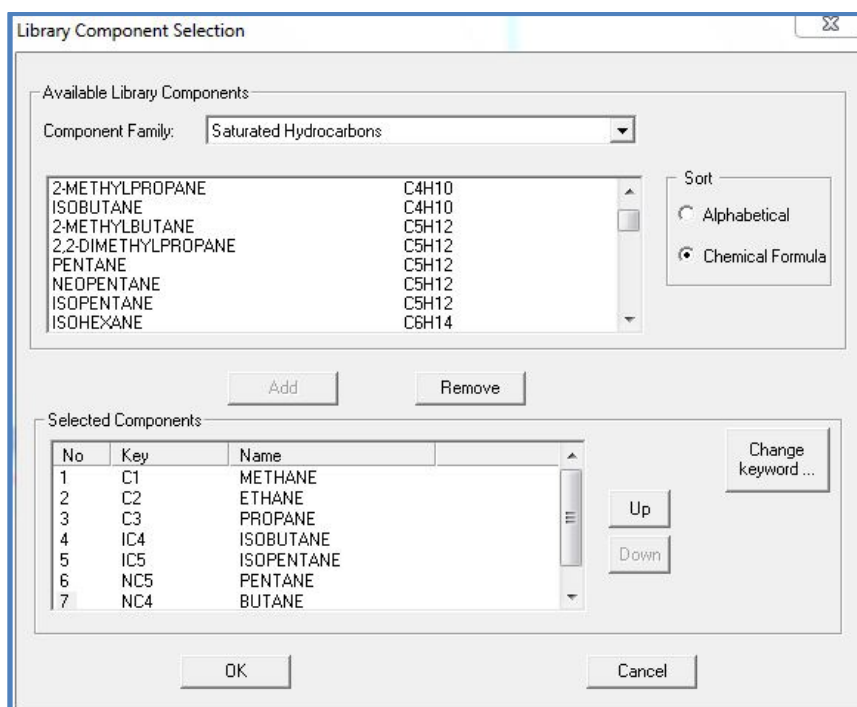 Library Component Selection
Available Library Components
Component Family: Saturated Hydrocarbons
2-METHYLPROPANE C4H10
ISOBUTANE C4H10
2-METHYLBUTANE C5H12
2,2-DIMETHYLPROPANE C5H12
PENTANE C5H12
NEOPENTANE C5H12
ISOPENTANE C5H12
ISOHEXANE C6H14
Sort
Alphabetical
Chemical Formula
Add Remove
Selected Components
No Key Name
1 C1 METHANE
2 C2 ETHANE
3 C3 PROPANE
4 IC4 ISOBUTANE
5 IC5 ISOPENTANE
6 NC5 PENTANE
7 NC4 BUTANE
Change
keyword ...
Up
Down
OK Cancel